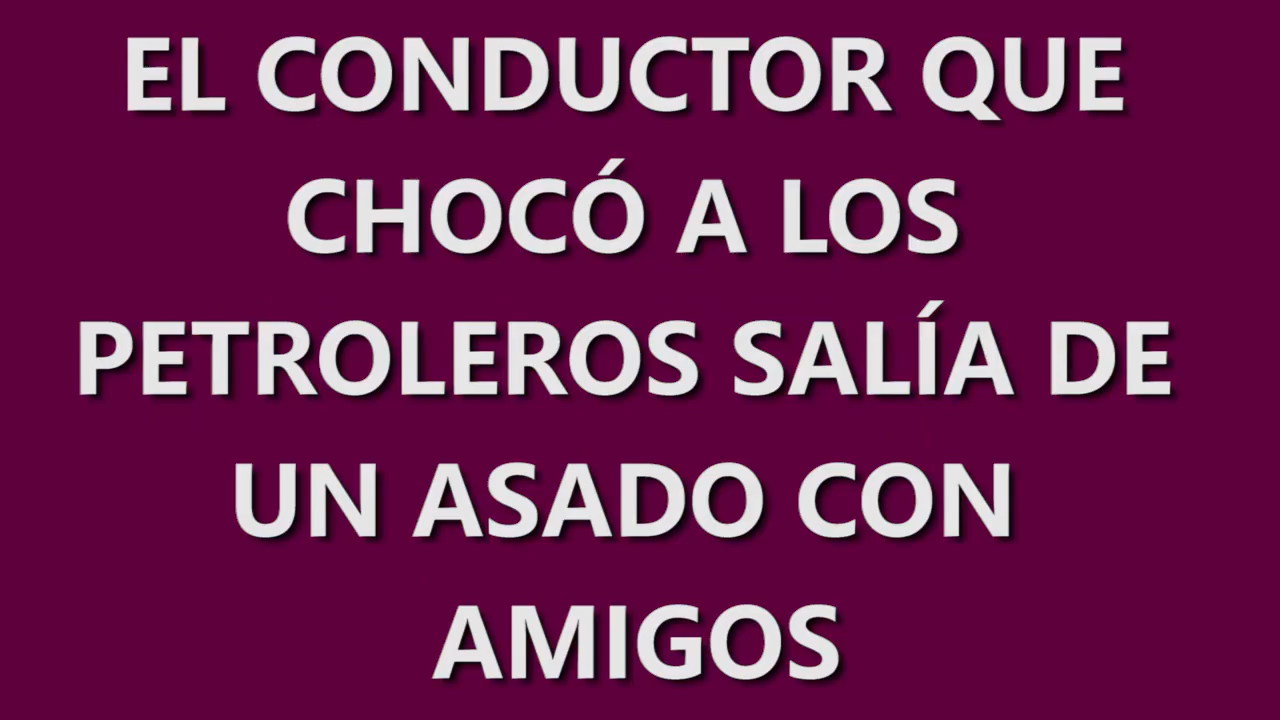 EL CONDUCTOR QUE
CHOCÓ A LOS
PETROLEROS SALÍA DE
UN ASADO CON
AMIGOS